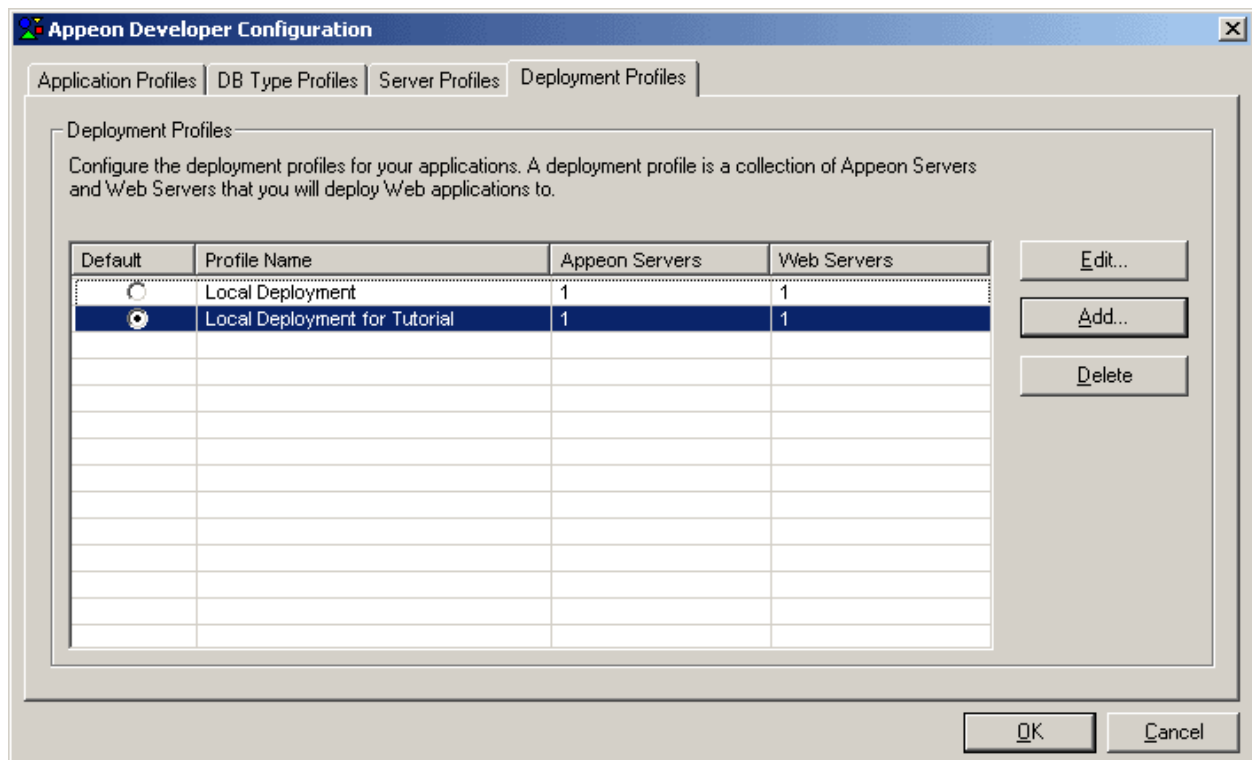 Appeon Developer Configuration
Application Profiles DB Type Profiles Server Profiles Deployment Profiles
Deployment Profiles
Configure the deployment profiles for your applications. A deployment profile is a collection of Appeon Servers
and Web Servers that you will deploy Web applications to.
Default Profile Name Appeon Servers Web Servers
Local Deployment 1 1
Local Deployment for Tutorial 1 1
Edit...
Add...
Delete
OK Cancel